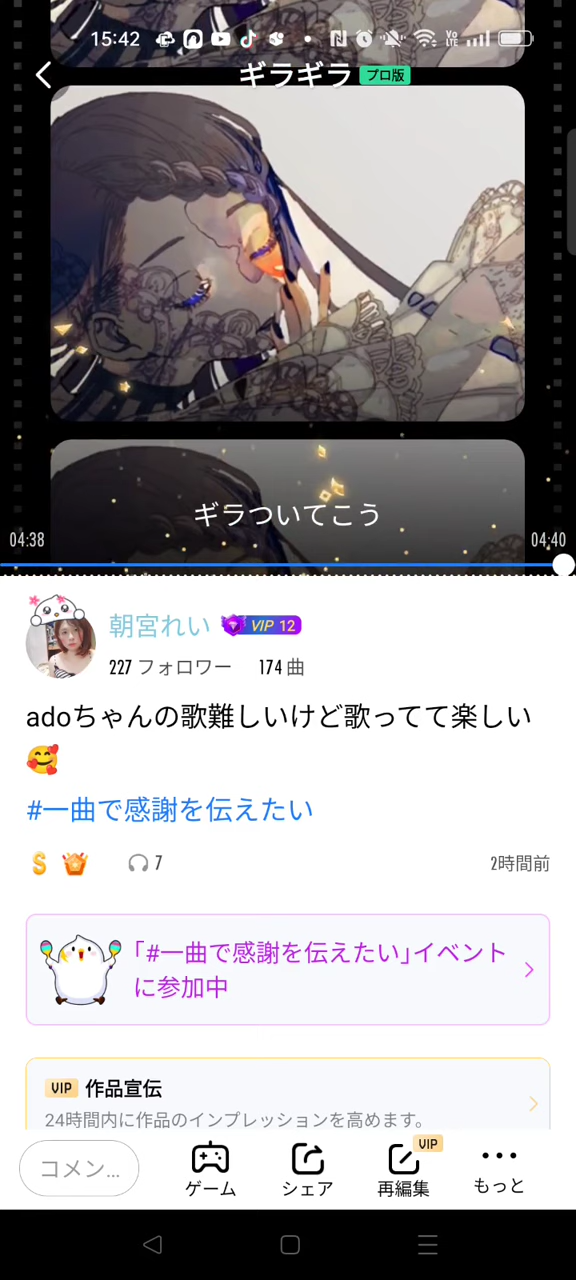 15:42
Vo LTE
ギラギラ プロ版
ギラついてこう
04:38
04:40
朝宮れい VIP 12
227 フォロワー 174 曲
adoちゃんの歌難しいけど歌ってて楽しい
🥰
#一曲で感謝を伝えたい
S 7 2時間前
「#一曲で感謝を伝えたい」イベント
に参加中
VIP 作品宣伝
24時間内に作品のインプレッションを高めます。
コメン...
ゲーム
シェア
VIP
再編集
もっと